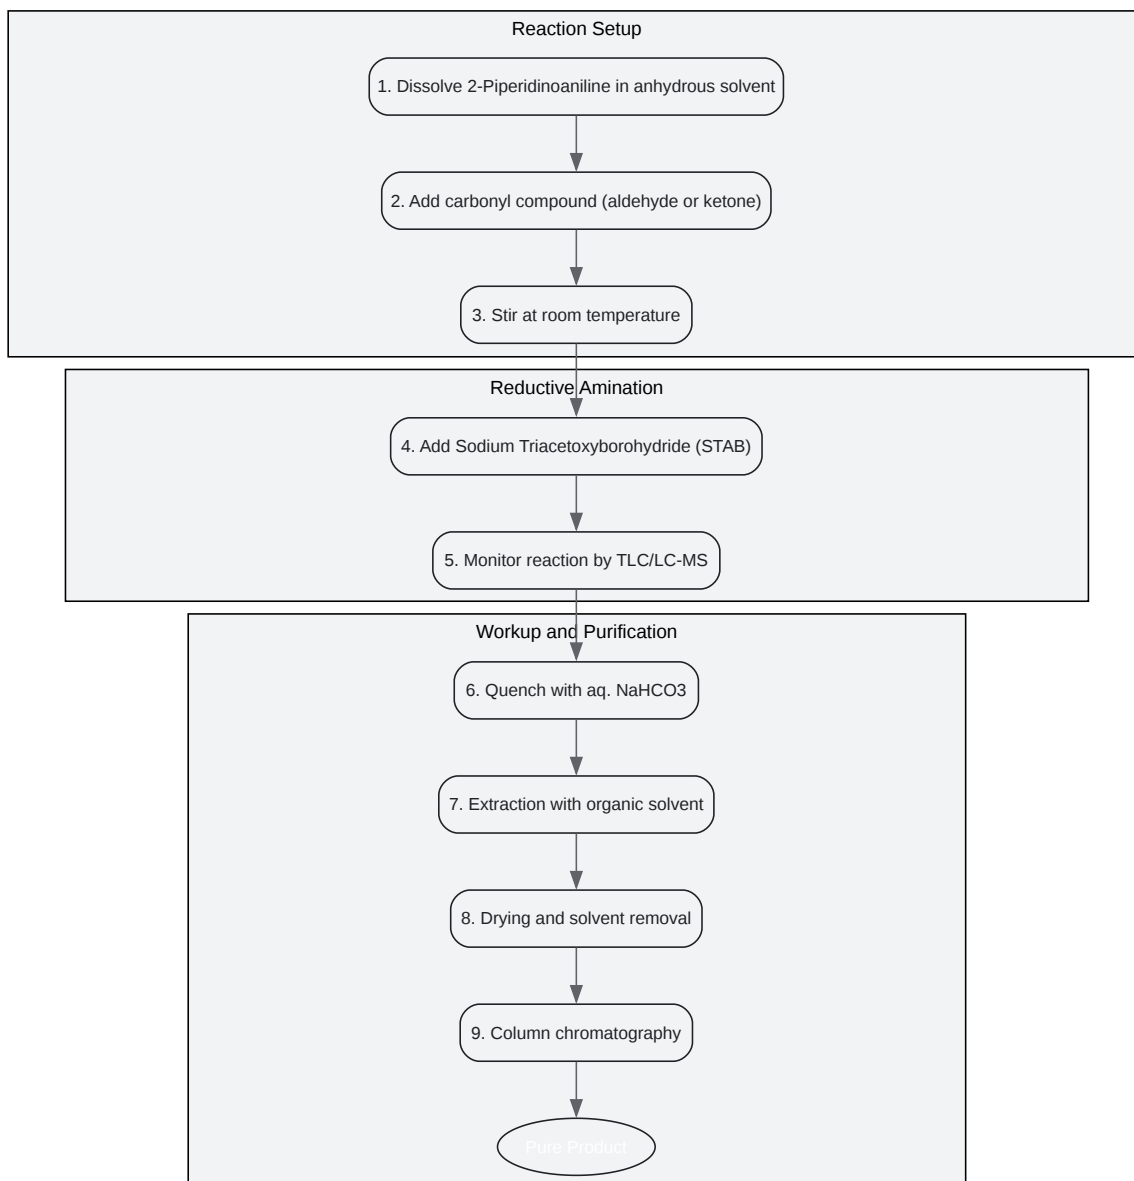 Reaction Setup
1. Dissolve 2-Piperidinoaniline in anhydrous solvent
2. Add carbonyl compound (aldehyde or ketone)
3. Stir at room temperature
Reductive Amination
4. Add Sodium Triacetoxyborohydride (STAB)
5. Monitor reaction by TLC/LC-MS
Workup and Purification
6. Quench with aq. NaHCO3
7. Extraction with organic solvent
8. Drying and solvent removal
9. Column chromatography
Pure Product